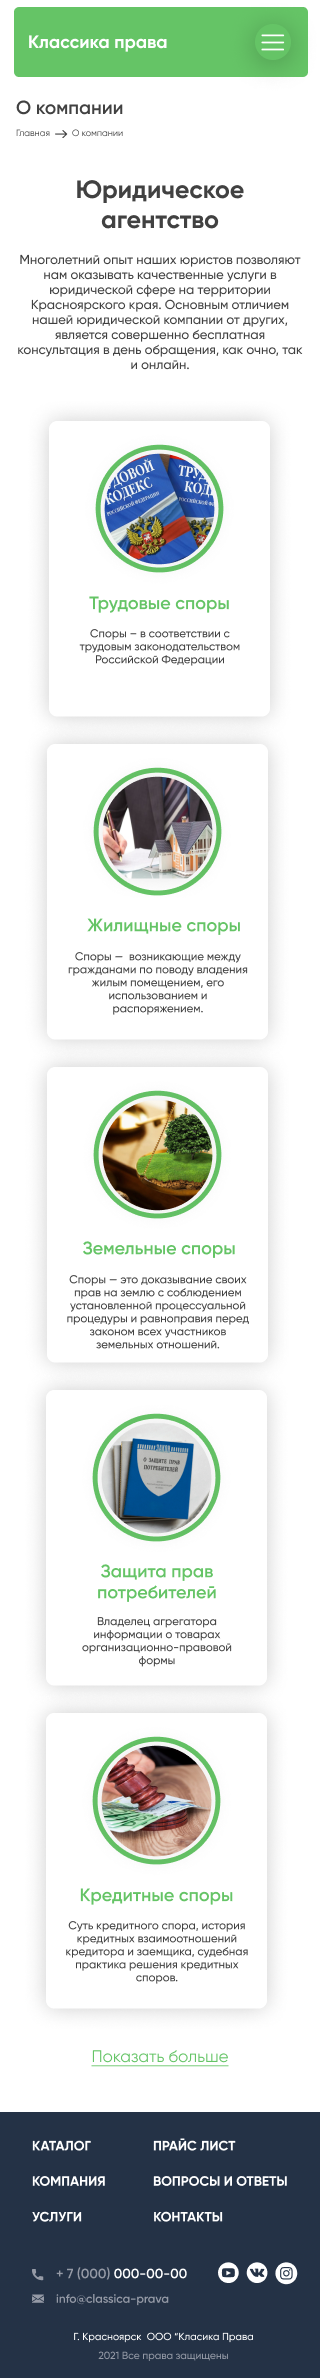 Классика права
О компании
Главная → О компании
Юридическое
агентство
Многолетний опыт наших юристов позволяют
нам оказывать качественные услуги в
юридической сфере на территории
Красноярского края. Основным отличием
нашей юридической компании от других,
является совершенно бесплатная
консультация в день обращения, как очно, так
и онлайн.
ДОВОЙ ТРУД
КОДЕКС КОД
РОССИЙСКОЙ ФЕДЕРАЦИИ РОССИЙСКОЙ
Трудовые споры
Споры – в соответствии с
трудовым законодательством
Российской Федерации
Жилищные споры
Споры — возникающие между
гражданами по поводу владения
жилым помещением, его
использованием и
распоряжением.
Земельные споры
Споры — это доказывание своих
прав на землю с соблюдением
установленной процессуальной
процедуры и равноправия перед
законом всех участников
земельных отношений.
ЗАКОН
О ЗАЩИТЕ ПРАВ
ПОТРЕБИТЕЛЕЙ
Защита прав
потребителей
Владелец агрегатора
информации о товарах
организационно-правовой
формы
Кредитные споры
Суть кредитного спора, история
кредитных взаимоотношений
кредитора и заемщика, судебная
практика решения кредитных
споров.
Показать больше
КАТАЛОГ ПРАЙС ЛИСТ
КОМПАНИЯ ВОПРОСЫ И ОТВЕТЫ
УСЛУГИ КОНТАКТЫ
+ 7 (000) 000-00-00
info@classica-prava
Г. Красноярск ООО "Класика Права
2021 Все права защищены